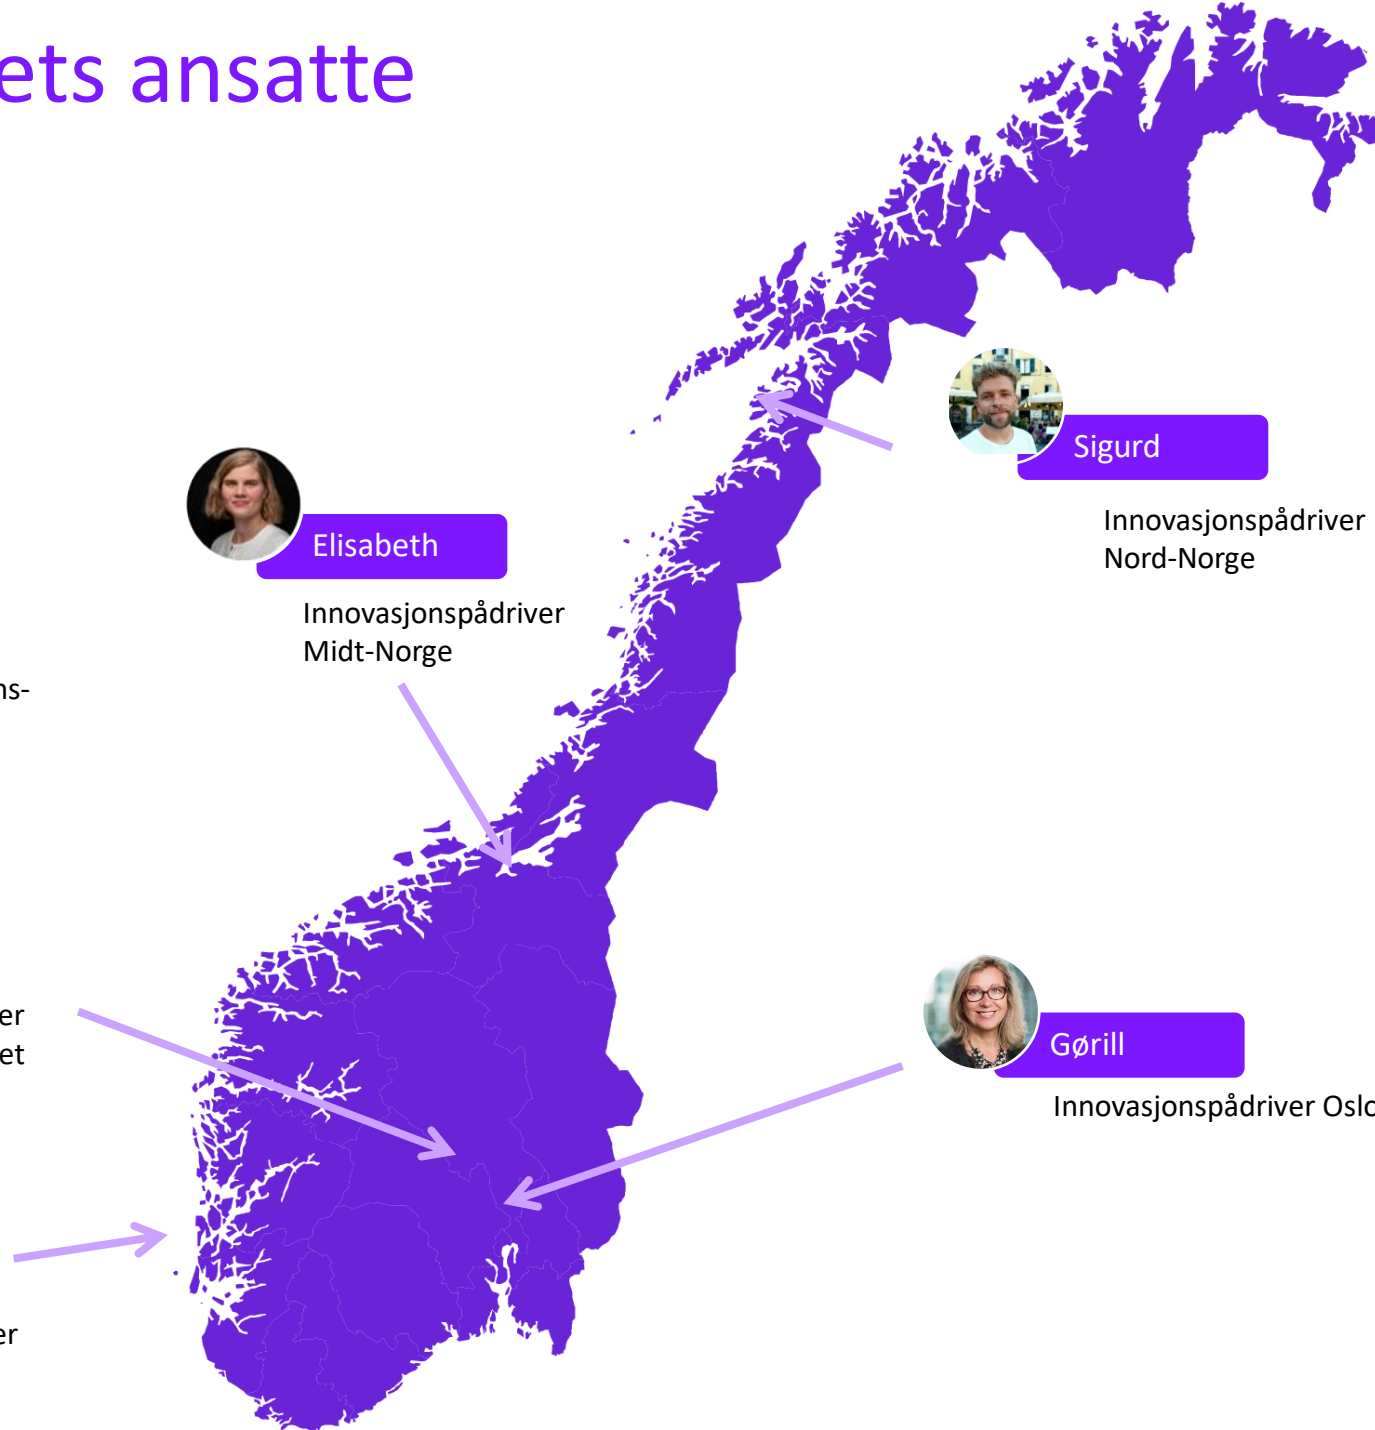 ets ansatte
Sigurd
Innovasjonspådriver
Nord-Norge
Elisabeth
Innovasjonspådriver
Midt-Norge
ns-
er
et
Gørill
Innovasjonspådriver Oslo
er